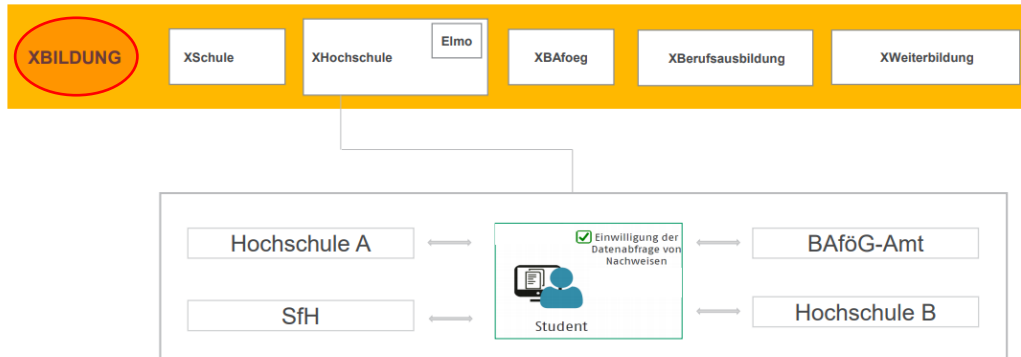 XBILDUNG
XSchule
XHochschule
Elmo
XBAfoeg
XBerufsausbildung
XWeiterbildung
Hochschule A
SfH
Einwilligung der
Datenabfrage von
Nachweisen
Student
BAföG-Amt
Hochschule B